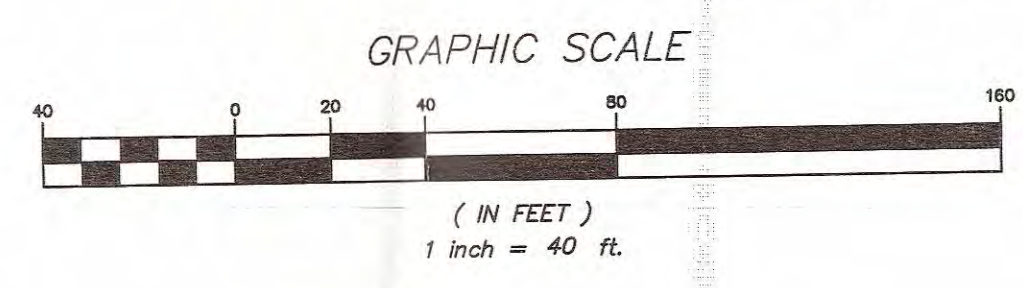 GRAPHIC SCALE
40 0 20 40 80 160
( IN FEET )
1 inch = 40 ft.